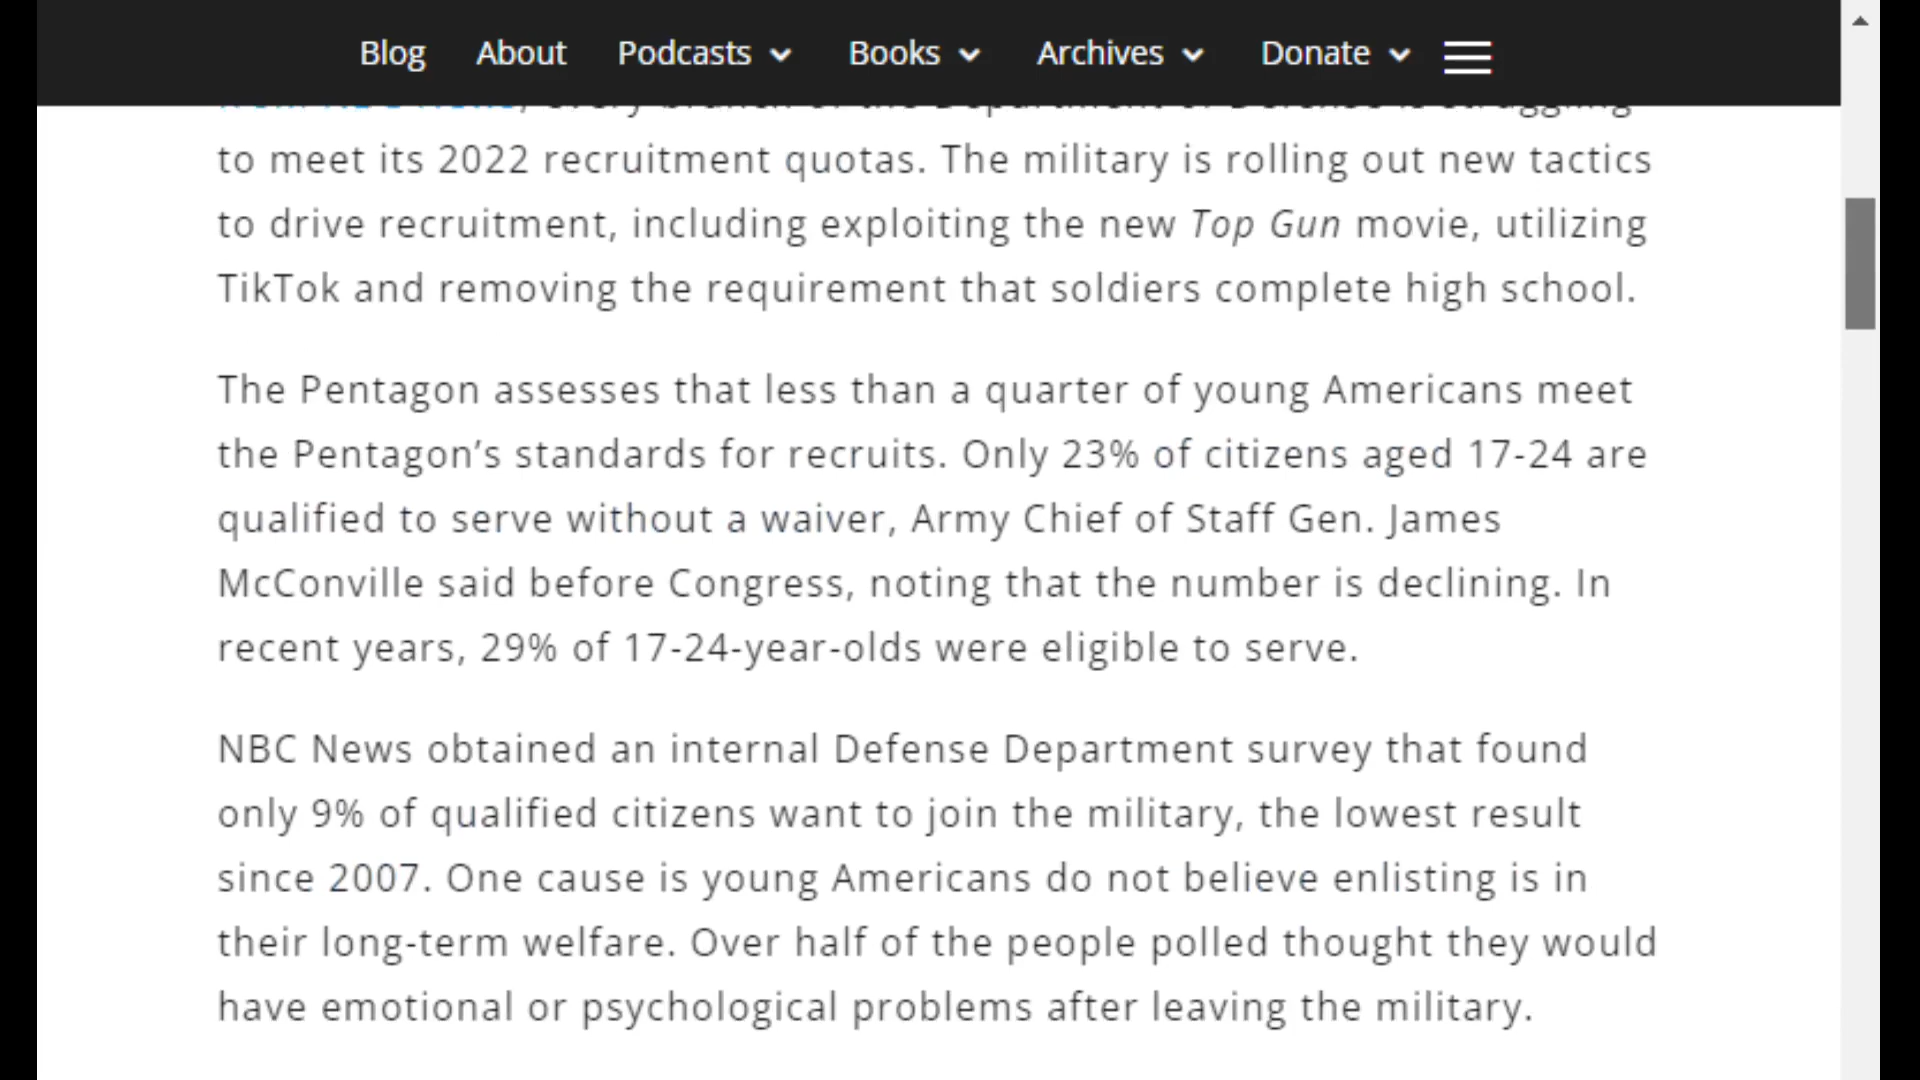 Blog About Podcasts Books Archives Donate
to meet its 2022 recruitment quotas. The military is rolling out new tactics
to drive recruitment, including exploiting the new Top Gun movie, utilizing
TikTok and removing the requirement that soldiers complete high school.
The Pentagon assesses that less than a quarter of young Americans meet
the Pentagon’s standards for recruits. Only 23% of citizens aged 17-24 are
qualified to serve without a waiver, Army Chief of Staff Gen. James
McConville said before Congress, noting that the number is declining. In
recent years, 29% of 17-24-year-olds were eligible to serve.
NBC News obtained an internal Defense Department survey that found
only 9% of qualified citizens want to join the military, the lowest result
since 2007. One cause is young Americans do not believe enlisting is in
their long-term welfare. Over half of the people polled thought they would
have emotional or psychological problems after leaving the military.